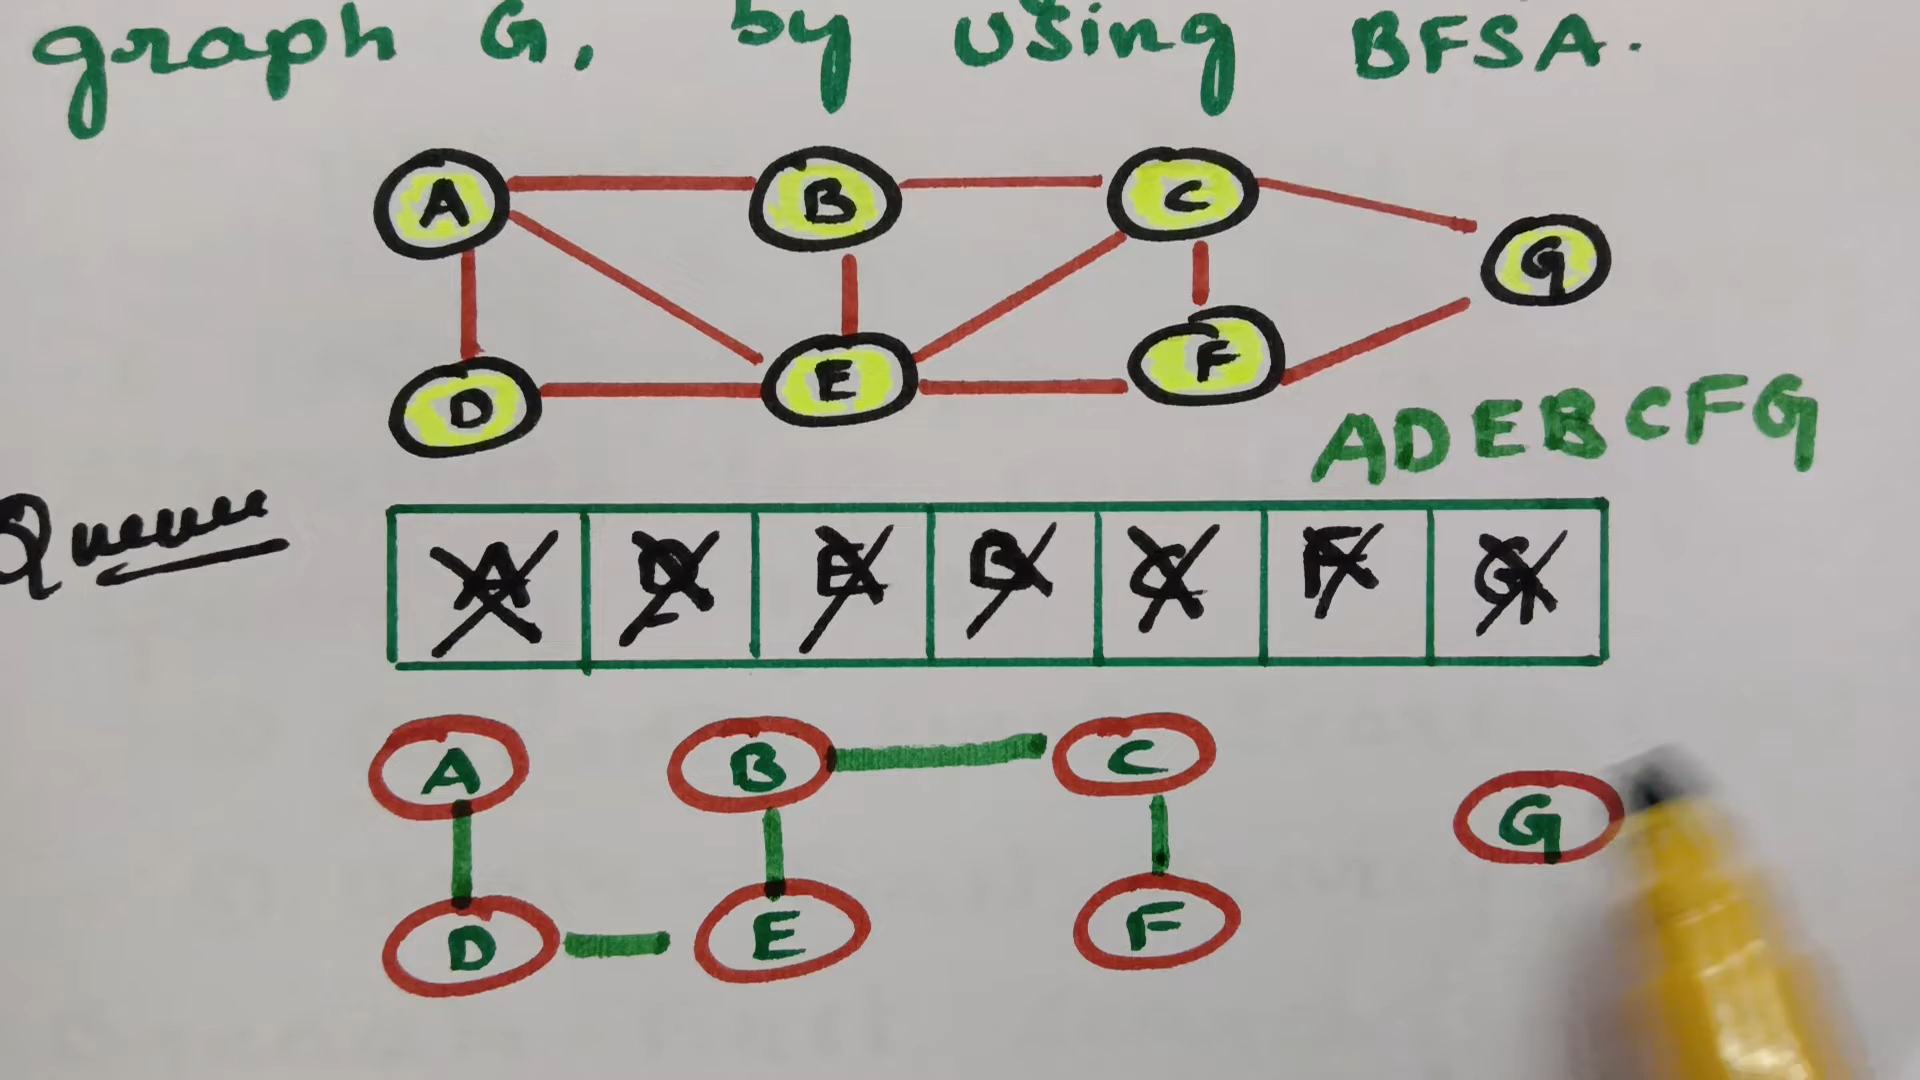 graph G, by using BFSA.
A B C
G
D E F
ADEBCFG
Queue
A D E B C F G
A B C
G
D E F